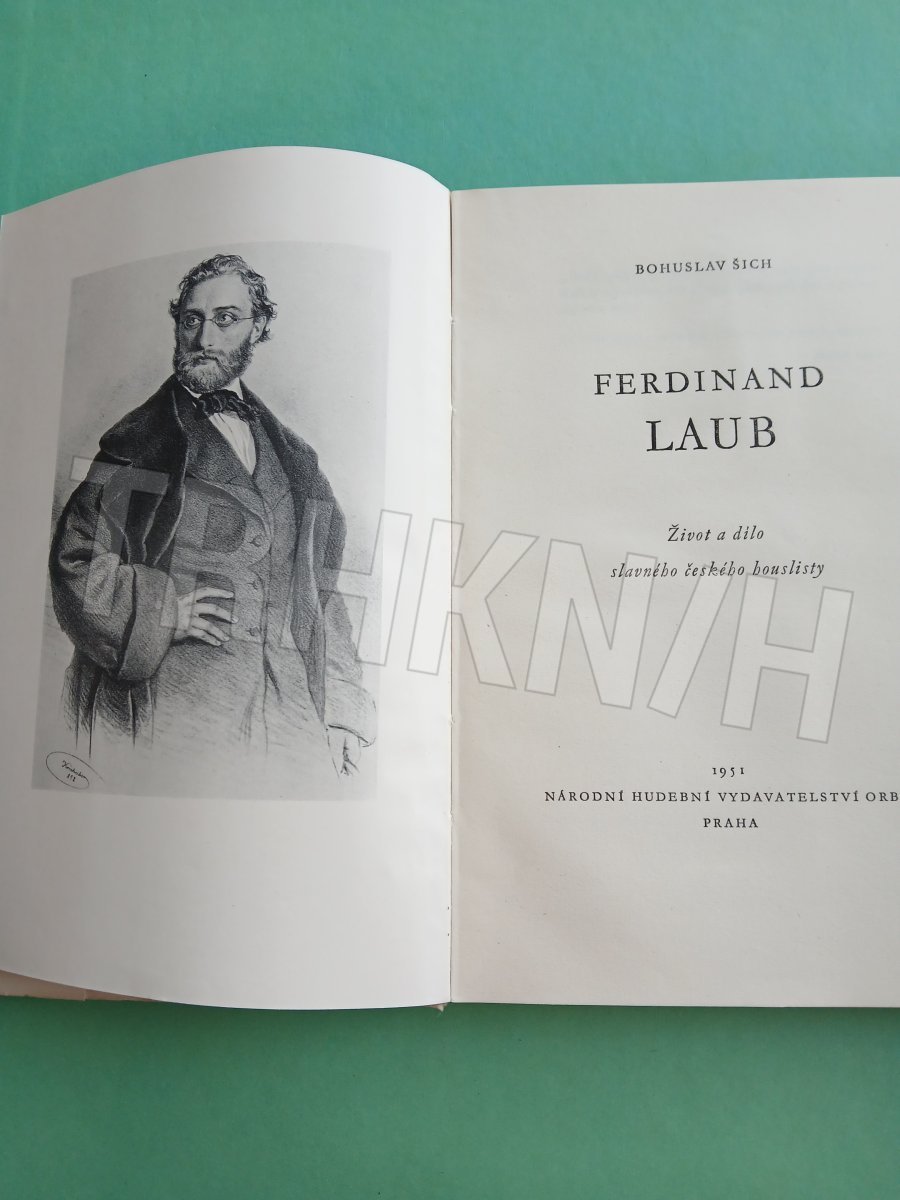 BOHUSLAV ŠICH
FERDINAND
LAUB
Život a dílo
slavného českého houslisty
1951
NÁRODNÍ HUDEBNÍ VYDAVATELSTVÍ ORB
PRAHA